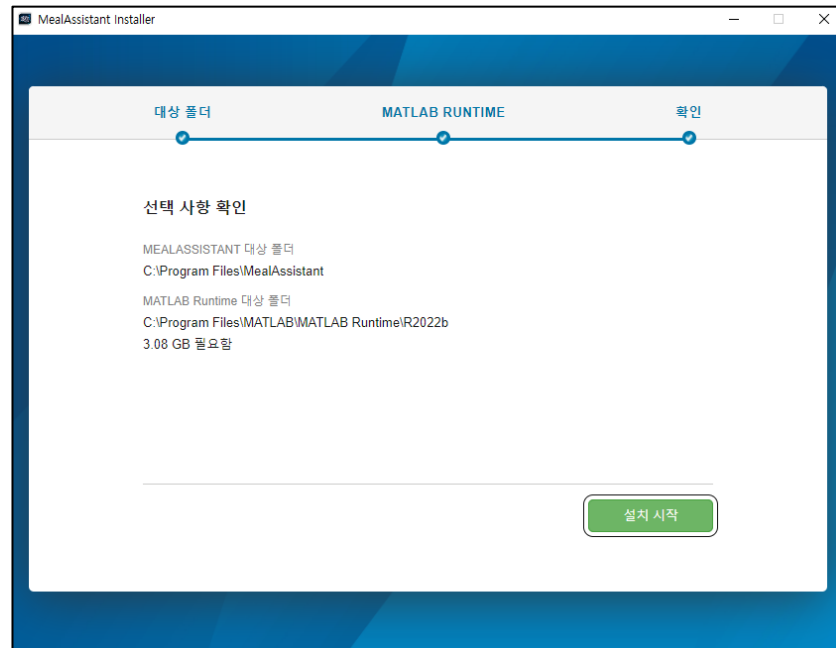 MealAssistant Installer
대상 폴더
MATLAB RUNTIME
확인
선택 사항 확인
MEALASSISTANT 대상 폴더
C:\Program Files\MealAssistant
MATLAB Runtime 대상 폴더
C:\Program Files\MATLAB\MATLAB Runtime\R2022b
3.08 GB 필요함
설치 시작